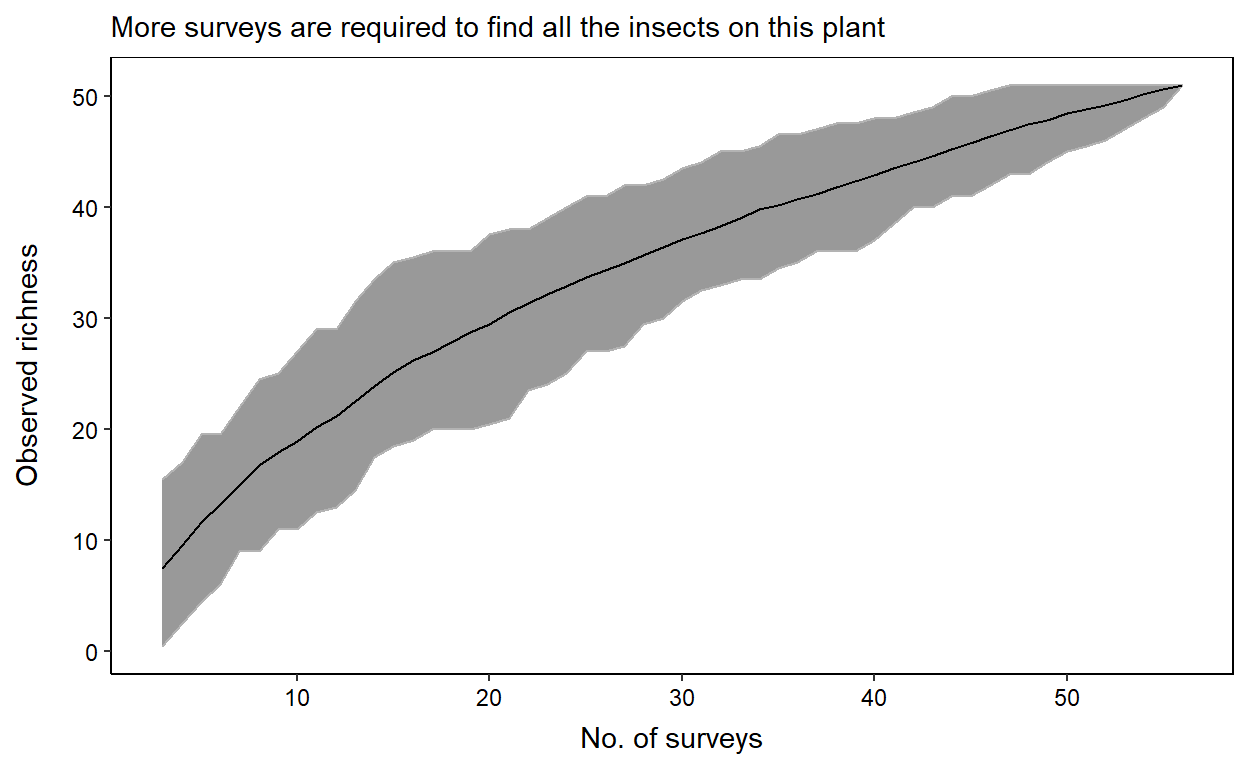 More surveys are required to find all the insects on this plant
Observed richness
50
40
30
20
10
0
10 20 30 40 50
No. of surveys